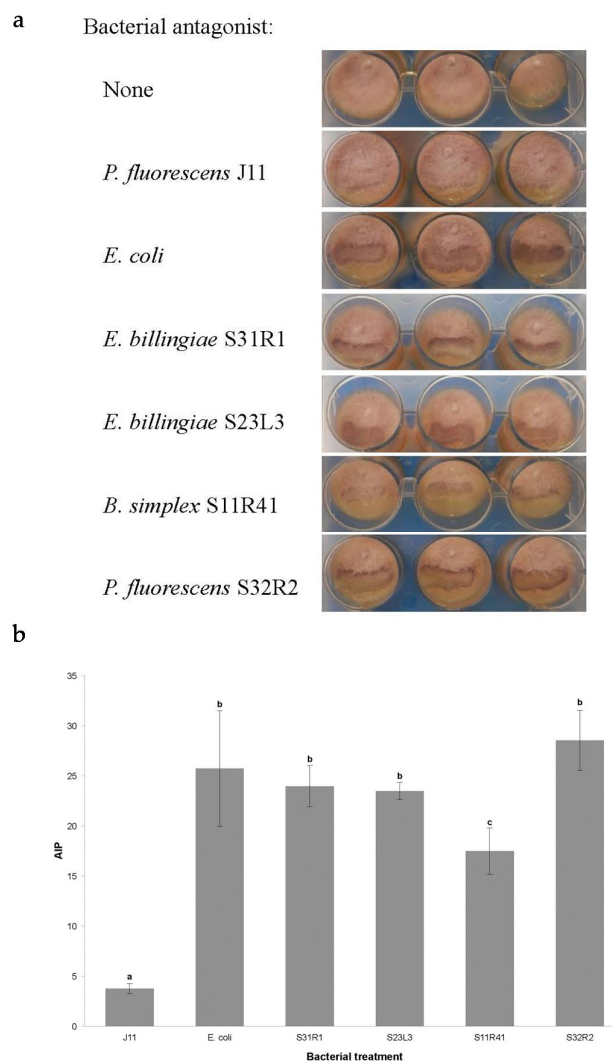 a
Bacterial antagonist:
None
P. fluorescens J11
E. coli
E. billingiae S31R1
E. billingiae S23L3
B. simplex S11R41
P. fluorescens S32R2
b
35
30
25
20
15
10
5
0
AIP
a
b
b
b
c
b
J11 E. coli S31R1 S23L3 S11R41 S32R2
Bacterial treatment